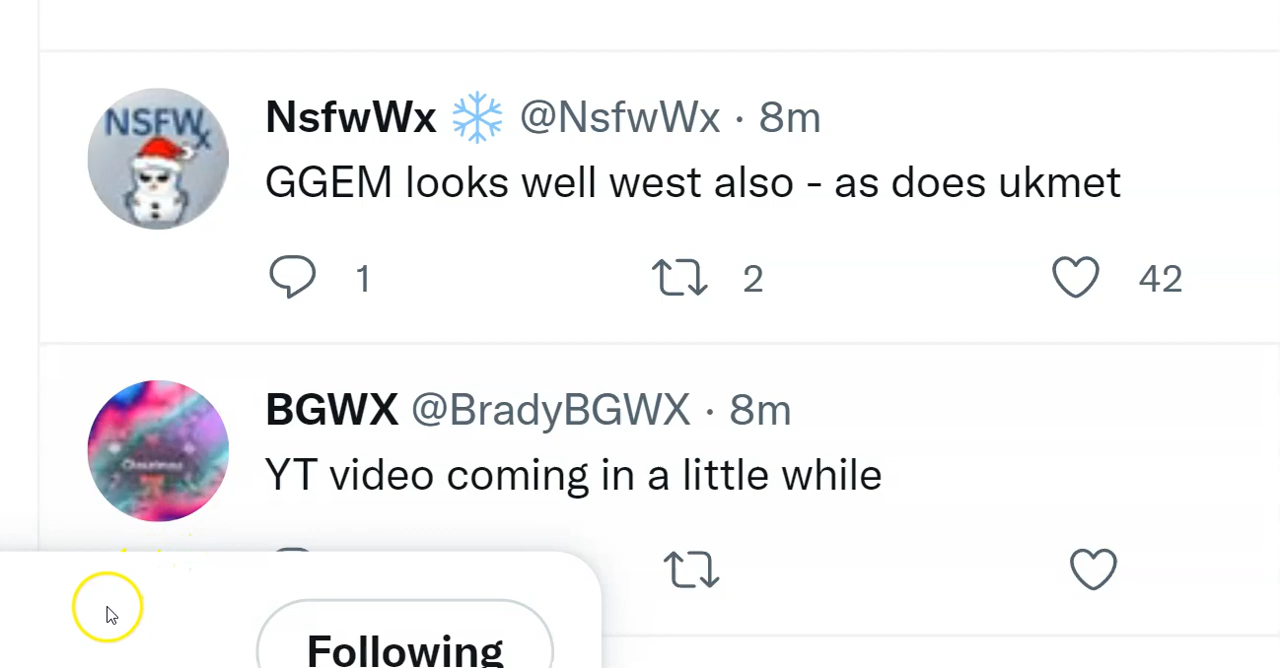 NSFW
x
NsfwWx ❄️ @NsfwWx · 8m
GGEM looks well west also - as does ukmet
1 2 42
BGWX @BradyBGWX · 8m
YT video coming in a little while
Following